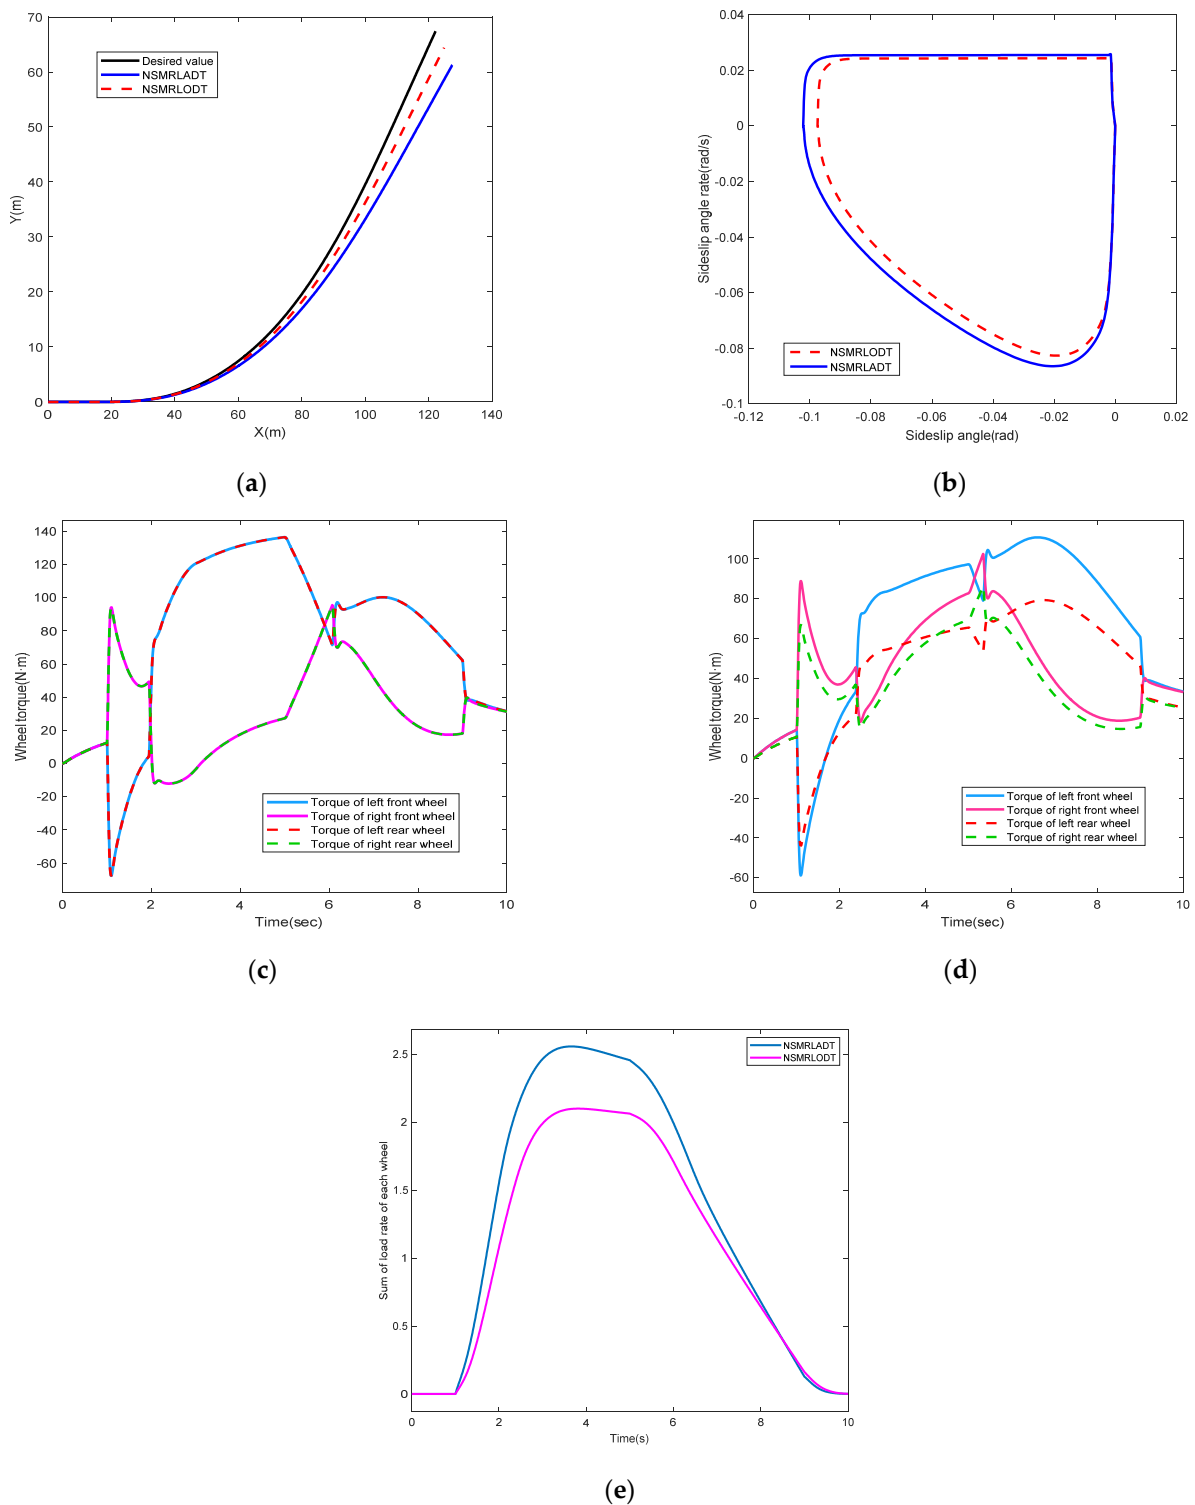 70
60
50
40
30
20
10
0
Y(m)
Desired value
NSMRLADT
NSMRLODT
0 20 40 60 80 100 120 140
X(m)
(a)
0.04
0.02
0
-0.02
-0.04
-0.06
-0.08
-0.1
Sideslip angle rate(rad/s)
NSMRLODT
NSMRLADT
-0.12 -0.1 -0.08 -0.06 -0.04 -0.02 0 0.02
Sideslip angle(rad)
(b)
140
120
100
80
60
40
20
0
-20
-40
-60
Wheel torque(N·m)
Torque of left front wheel
Torque of right front wheel
Torque of left rear wheel
Torque of right rear wheel
0 2 4 6 8 10
Time(sec)
(c)
100
80
60
40
20
0
-20
-40
-60
Wheel torque(N·m)
Torque of left front wheel
Torque of right front wheel
Torque of left rear wheel
Torque of right rear wheel
0 2 4 6 8 10
Time(sec)
(d)
2.5
2
1.5
1
0.5
0
Sum of load rate of each wheel
NSMRLADT
NSMRLODT
0 2 4 6 8 10
Time(s)
(e)